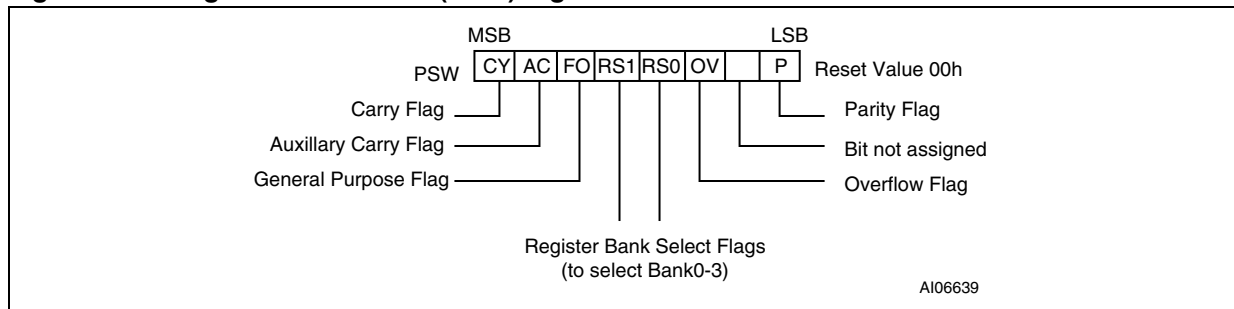 MSB LSB
PSW CY AC FO RS1 RS0 OV P Reset Value 00h
Carry Flag Parity Flag
Auxillary Carry Flag Bit not assigned
General Purpose Flag Overflow Flag
Register Bank Select Flags
(to select Bank0-3)
AI06639